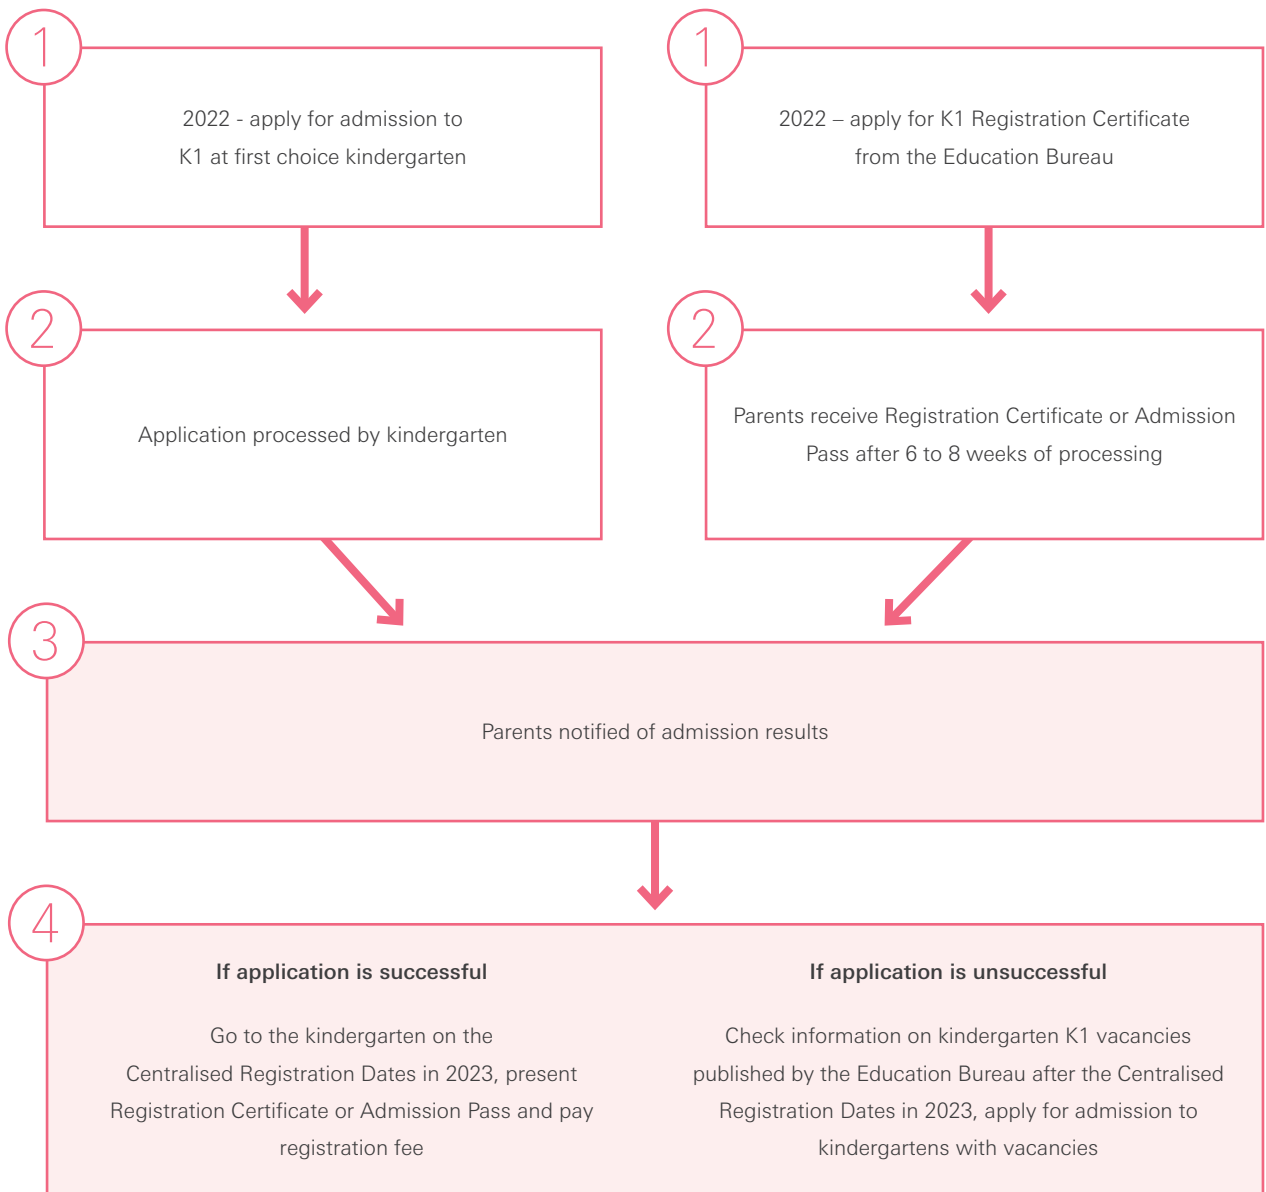 1
2022 - apply for admission to
K1 at first choice kindergarten
1
2022 – apply for K1 Registration Certificate
from the Education Bureau
2
Application processed by kindergarten
2
Parents receive Registration Certificate or Admission
Pass after 6 to 8 weeks of processing
3
Parents notified of admission results
4
If application is successful
Go to the kindergarten on the
Centralised Registration Dates in 2023, present
Registration Certificate or Admission Pass and pay
registration fee
If application is unsuccessful
Check information on kindergarten K1 vacancies
published by the Education Bureau after the Centralised
Registration Dates in 2023, apply for admission to
kindergartens with vacancies